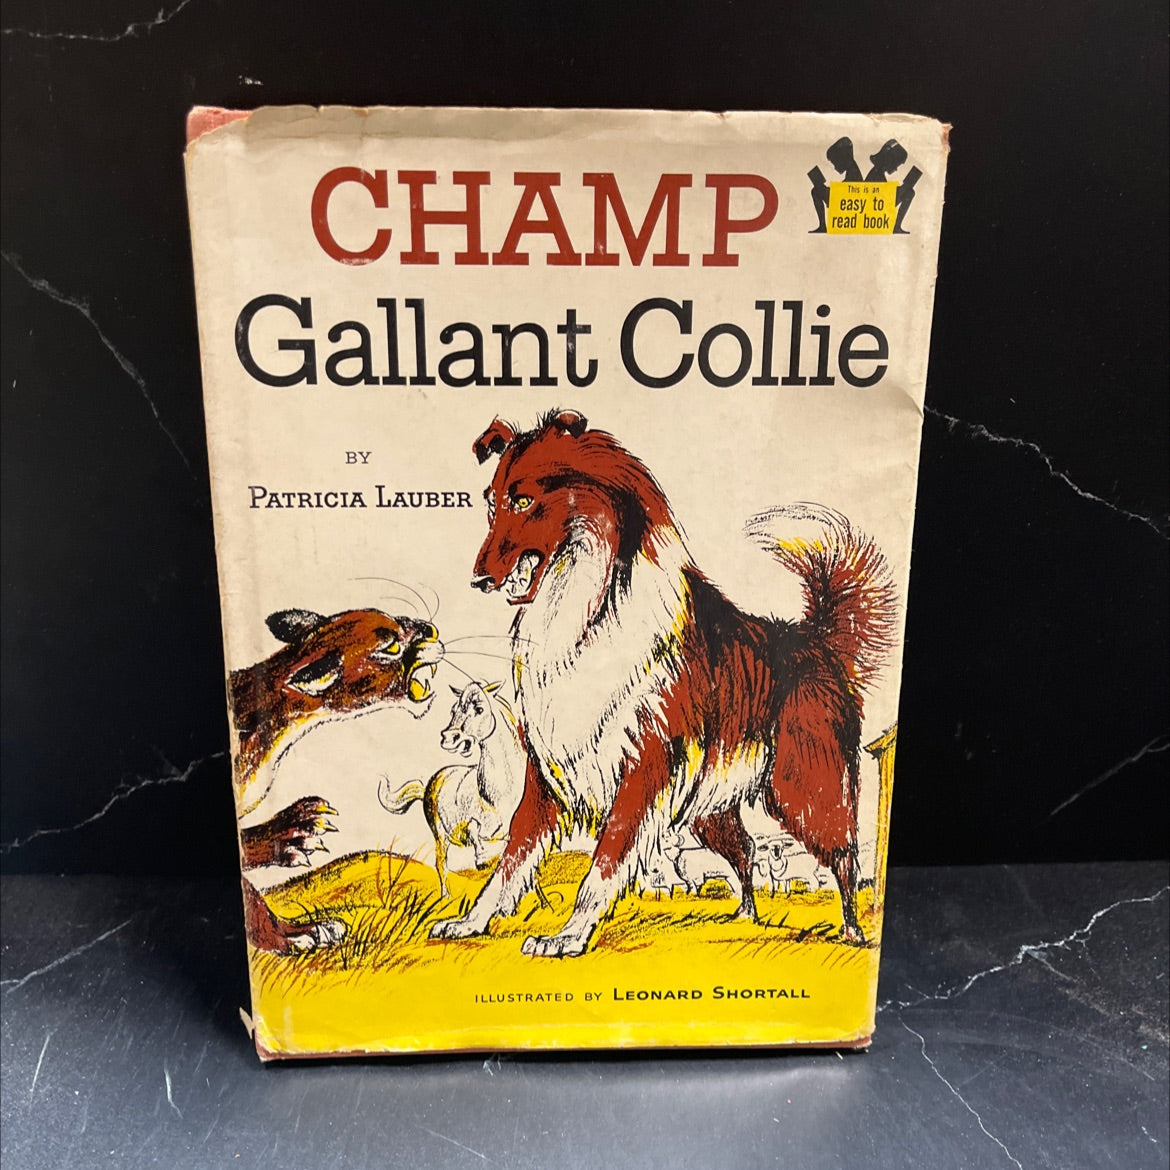 CHAMP
This is an
easy to
read book
Gallant Collie
BY
PATRICIA LAUBER
ILLUSTRATED BY LEONARD SHORTALL